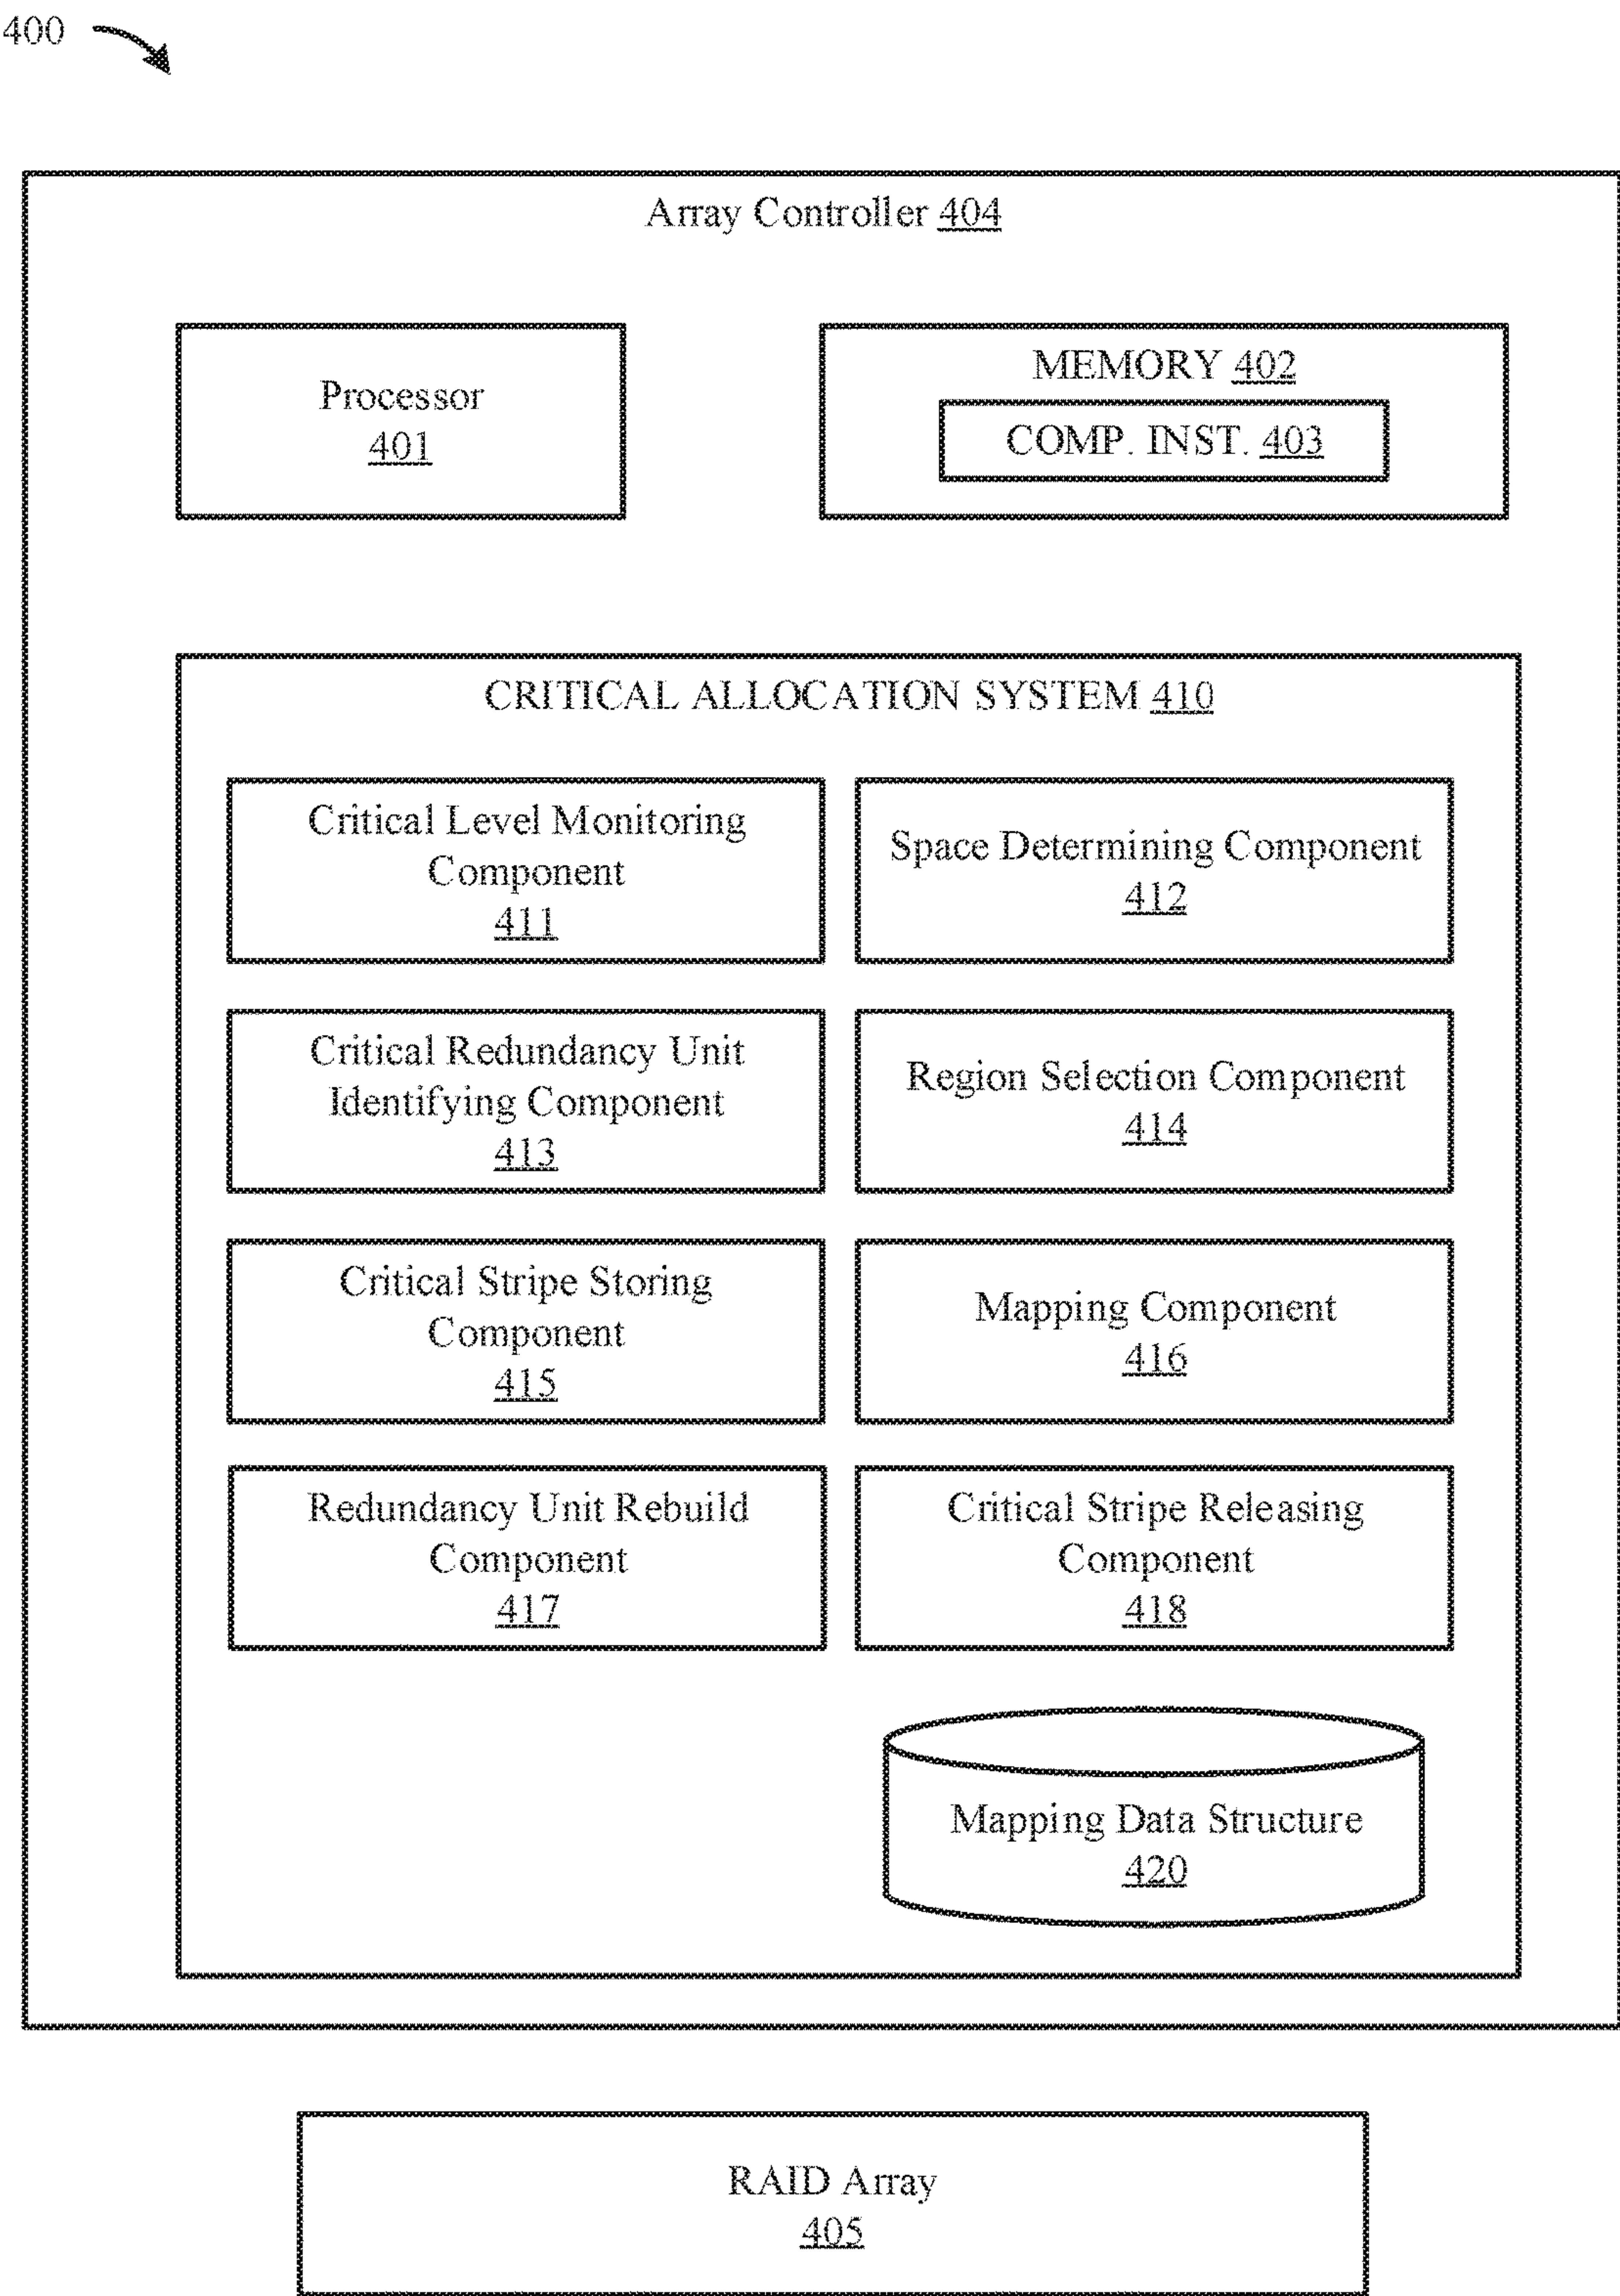 400
Array Controller 404
Processor
401
MEMORY 402
COMP. INST. 403
CRITICAL ALLOCATION SYSTEM 410
Critical Level Monitoring
Component
411
Space Determining Component
412
Critical Redundancy Unit
Identifying Component
413
Region Selection Component
414
Critical Stripe Storing
Component
415
Mapping Component
416
Redundancy Unit Rebuild
Component
417
Critical Stripe Releasing
Component
418
Mapping Data Structure
420
RAID Array
405